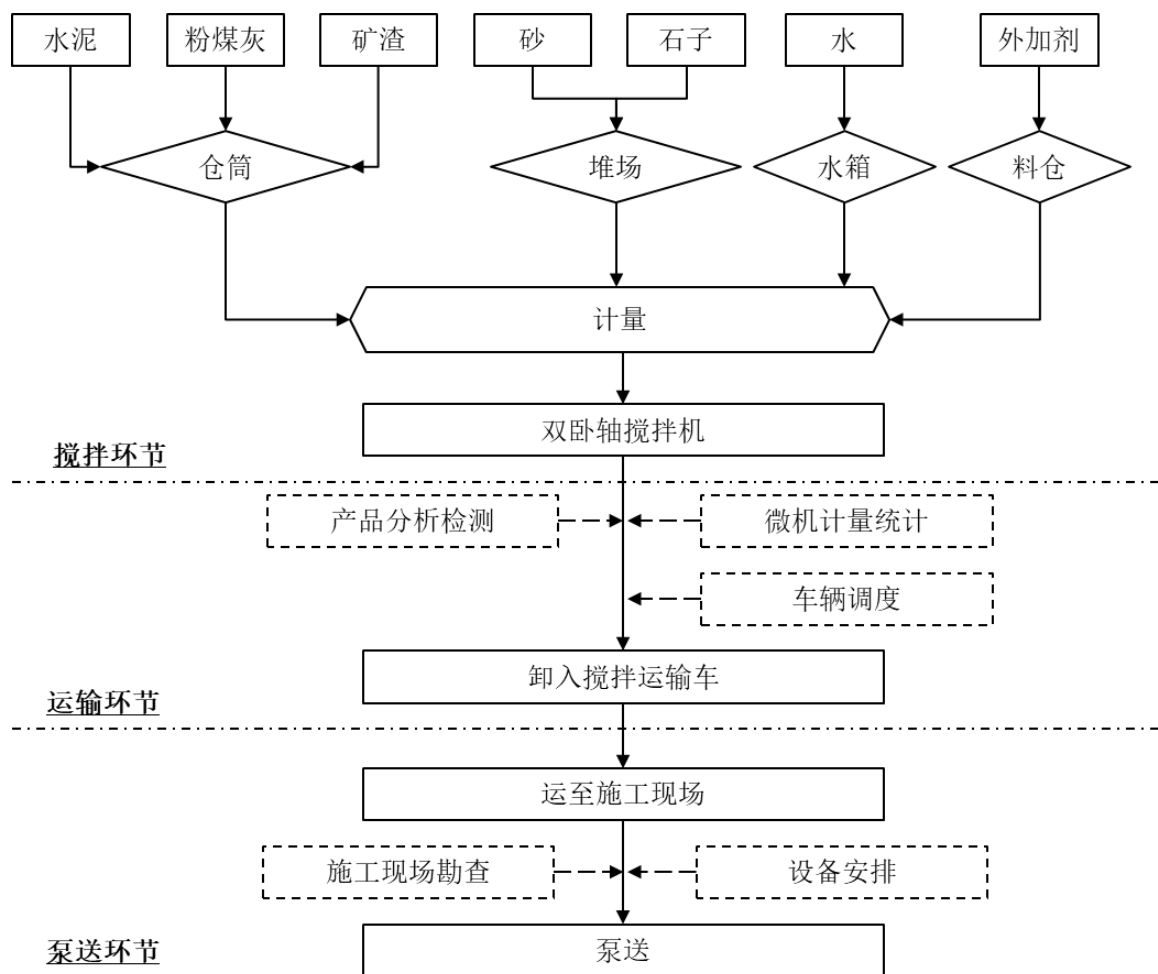 水泥
粉煤灰
矿渣
砂
石子
水
外加剂
仓筒
堆场
水箱
料仓
计量
双卧轴搅拌机
搅拌环节
产品分析检测
微机计量统计
车辆调度
卸入搅拌运输车
运输环节
运至施工现场
施工现场勘查
设备安排
泵送环节
泵送